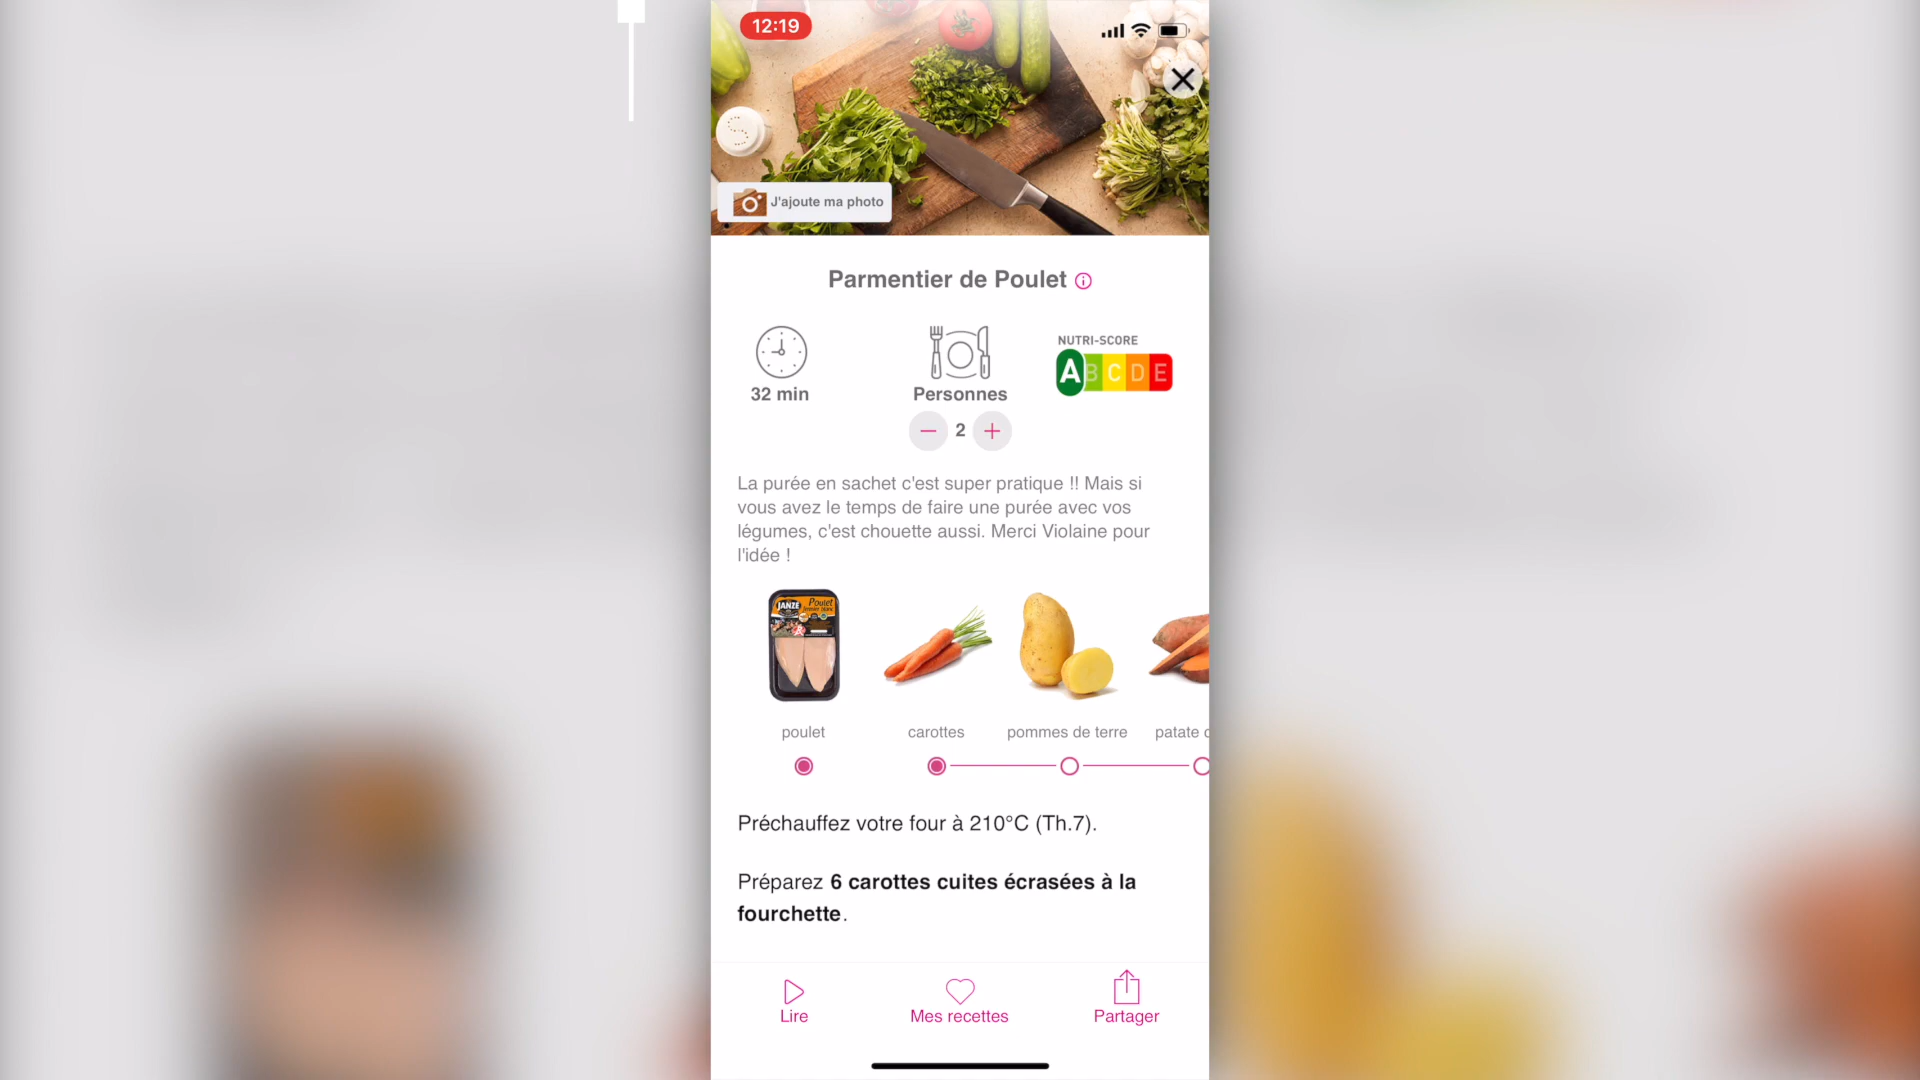 12:19
J'ajoute ma photo
Parmentier de Poulet
32 min
Personnes
2
NUTRI-SCORE
A B C D E
La purée en sachet c'est super pratique !! Mais si
vous avez le temps de faire une purée avec vos
légumes, c'est chouette aussi. Merci Violaine pour
l'idée !
JANZÉ
Poulet
poulet
carottes
pommes de terre
patate
Préchauffez votre four à 210°C (Th.7).
Préparez 6 carottes cuites écrasées à la
fourchette.
Lire
Mes recettes
Partager